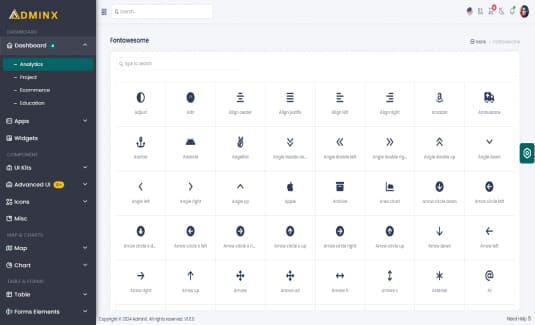 ADMINX
Search...
DASHBOARD
Dashboard 4
Analytics
Project
Ecommerce
Education
Apps
Widgets
COMPONENT
UI Kits
Advanced UI
Icons
Misc
MAP & CHARTS
Map
Chart
TABLE & FORMS
Table
Forms Elements
Fontawesome
Fontawesome
type to search
Adjust
Adn
Align center
Align justify
Align left
Align right
Amazon
Ambulance
Anchor
Android
Angellist
Angle double do...
Angle double left
Angle double rig...
Angle double up
Angle down
Angle left
Angle right
Angle up
Apple
Archive
Area chart
Arrow circle down
Arrow circle left
Arrow circle o d...
Arrow circle o left
Arrow circle o ri...
Arrow circle o up
Arrow circle right
Arrow circle up
Arrow down
Arrow left
Arrow right
Arrow up
Arrows
Arrows alt
Arrows h
Arrows v
Asterisk
At
Copyright © 2024 AdminX. All rights reserved.
Need Help